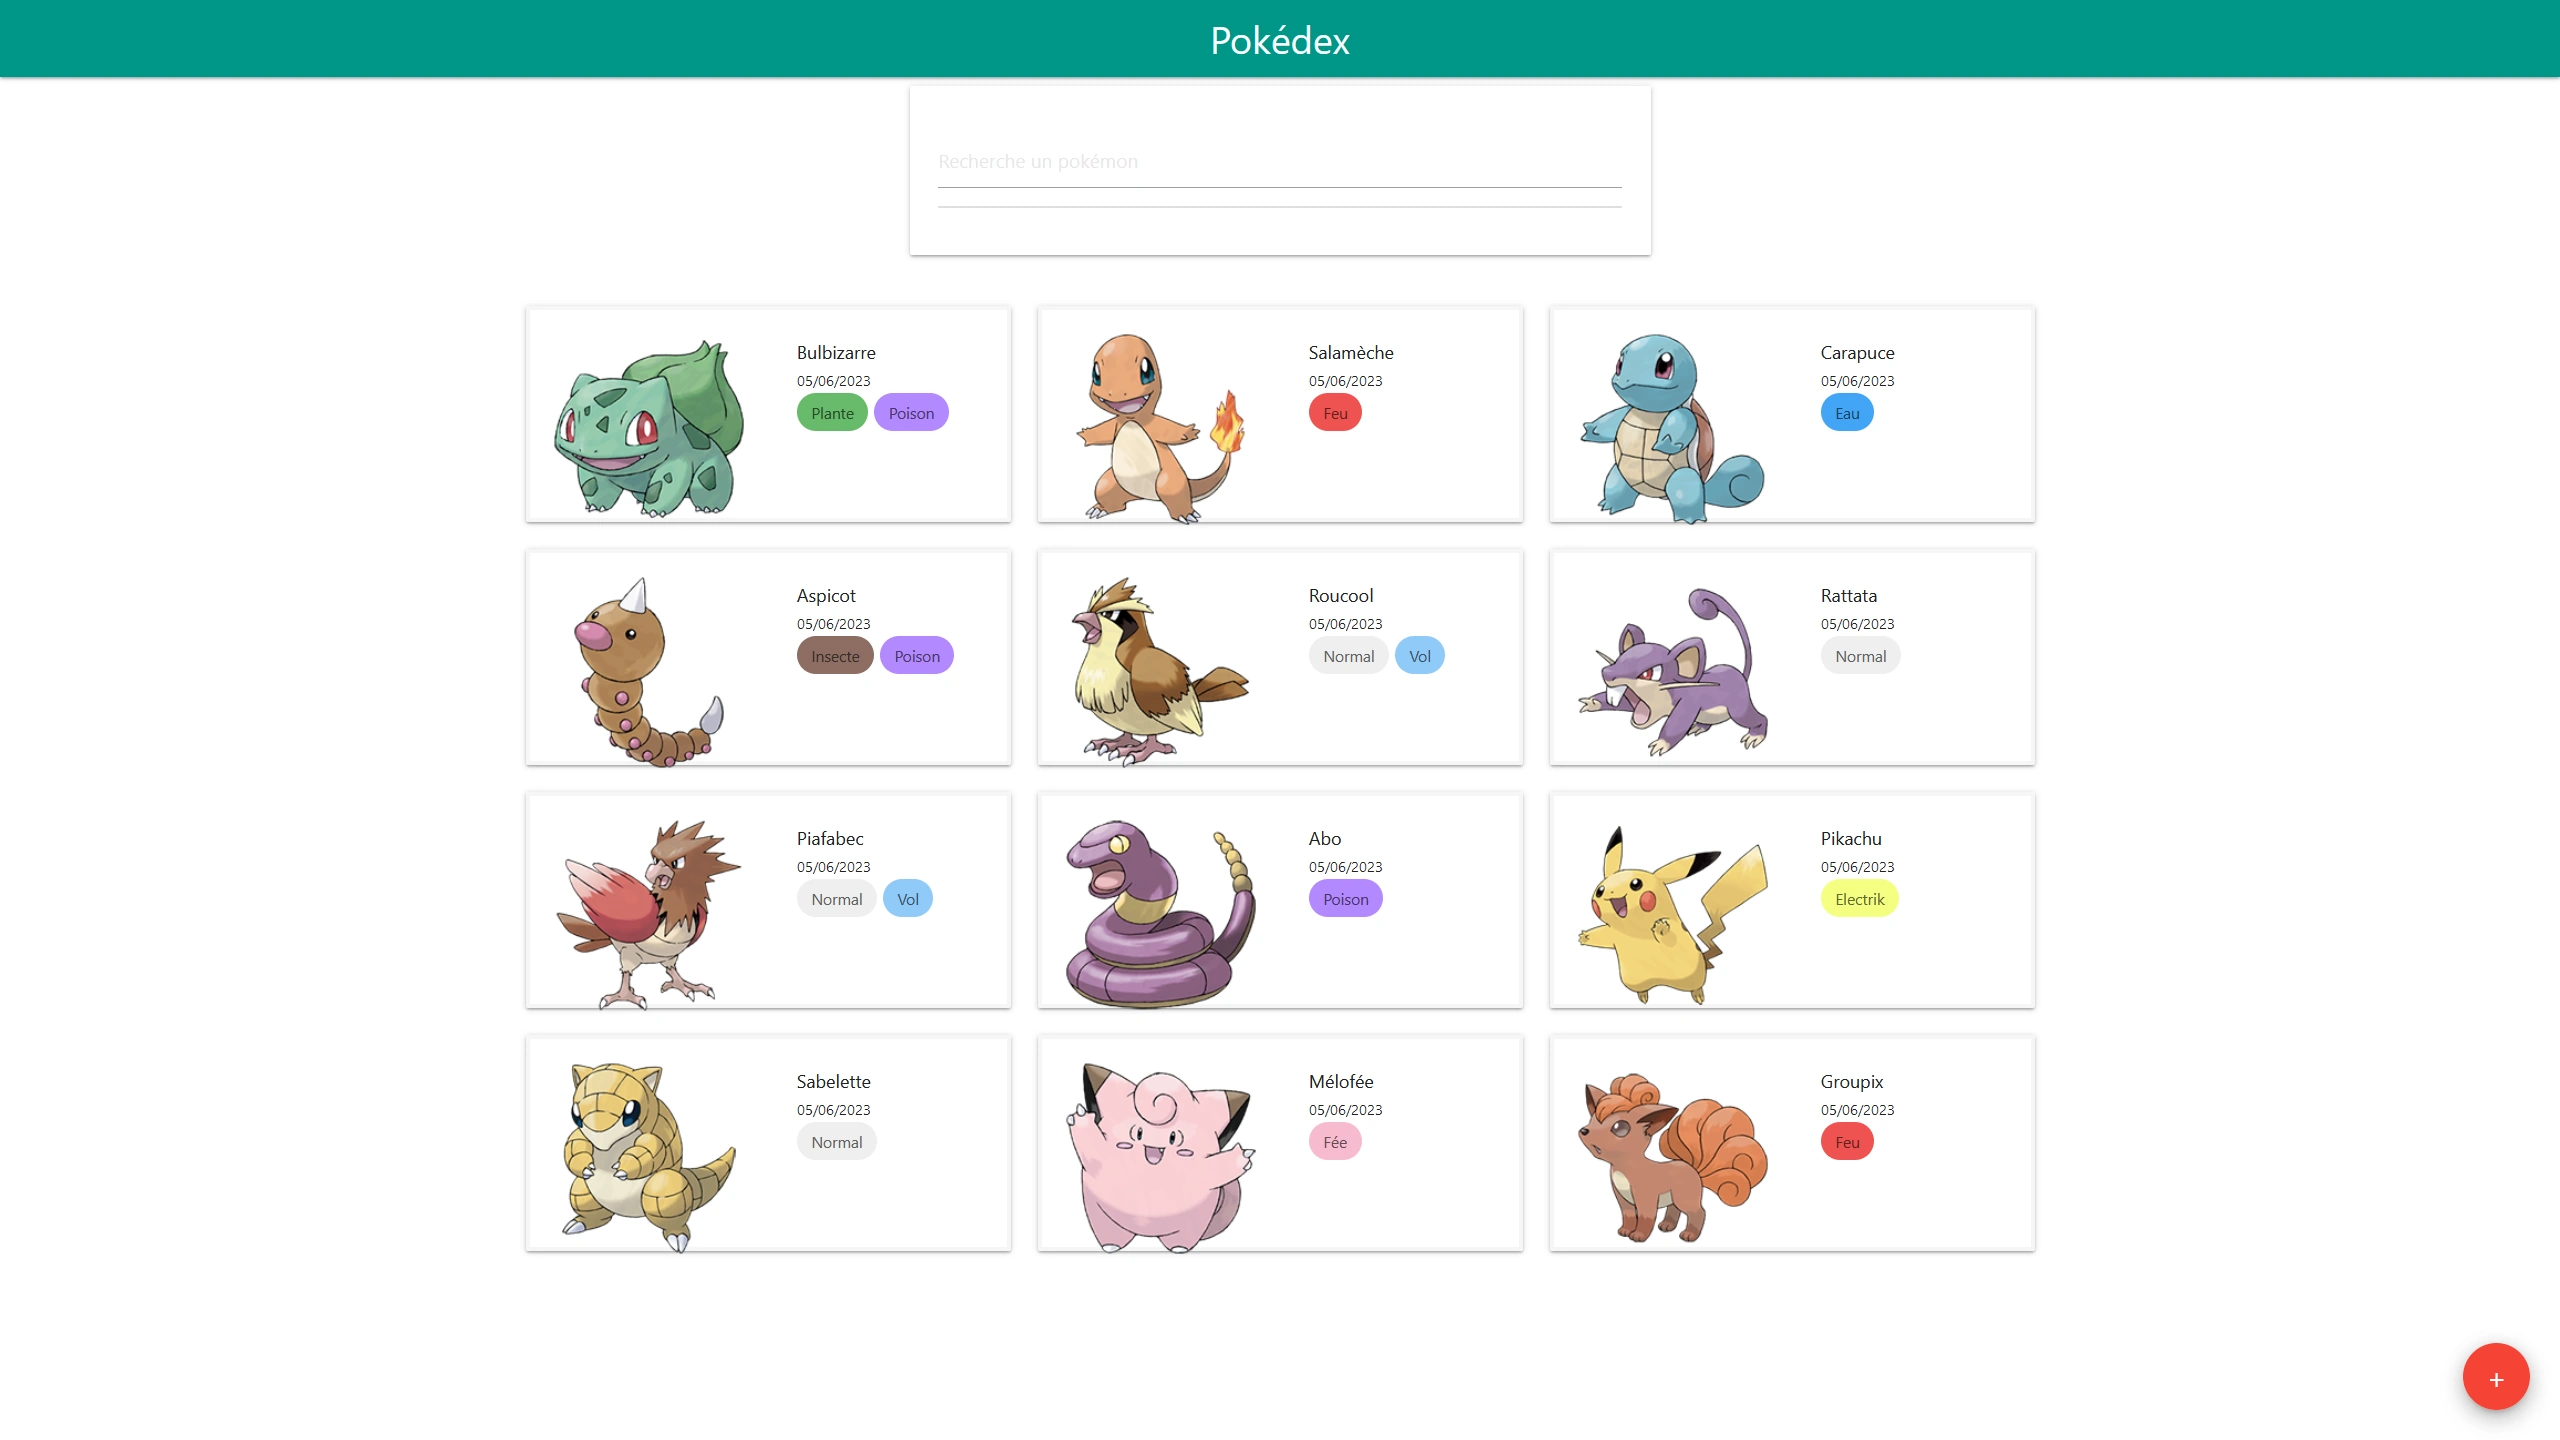 Pokédex
Recherche un pokémon
Bulbizarre
05/06/2023
Plante Poison
Salamèche
05/06/2023
Feu
Carapuce
05/06/2023
Eau
Aspicot
05/06/2023
Insecte Poison
Roucool
05/06/2023
Normal Vol
Rattata
05/06/2023
Normal
Piafabec
05/06/2023
Normal Vol
Abo
05/06/2023
Poison
Pikachu
05/06/2023
Electrik
Sabelette
05/06/2023
Normal
Mélofée
05/06/2023
Fée
Groupix
05/06/2023
Feu
+